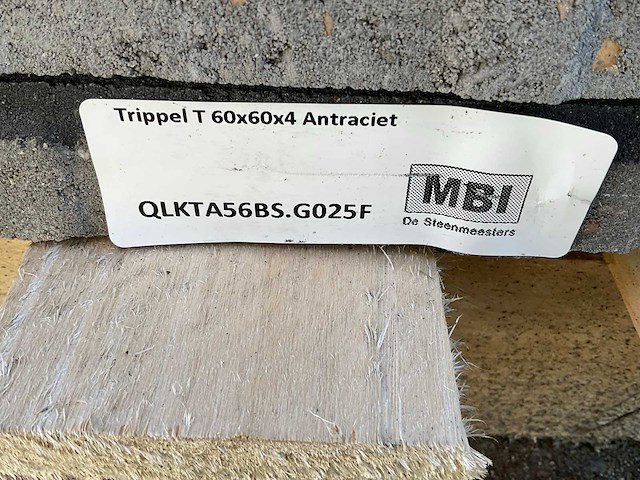 Trippel T 60x60x4 Antraciet
QLKTA56BS.G025F
MBI
De Steenmeesters